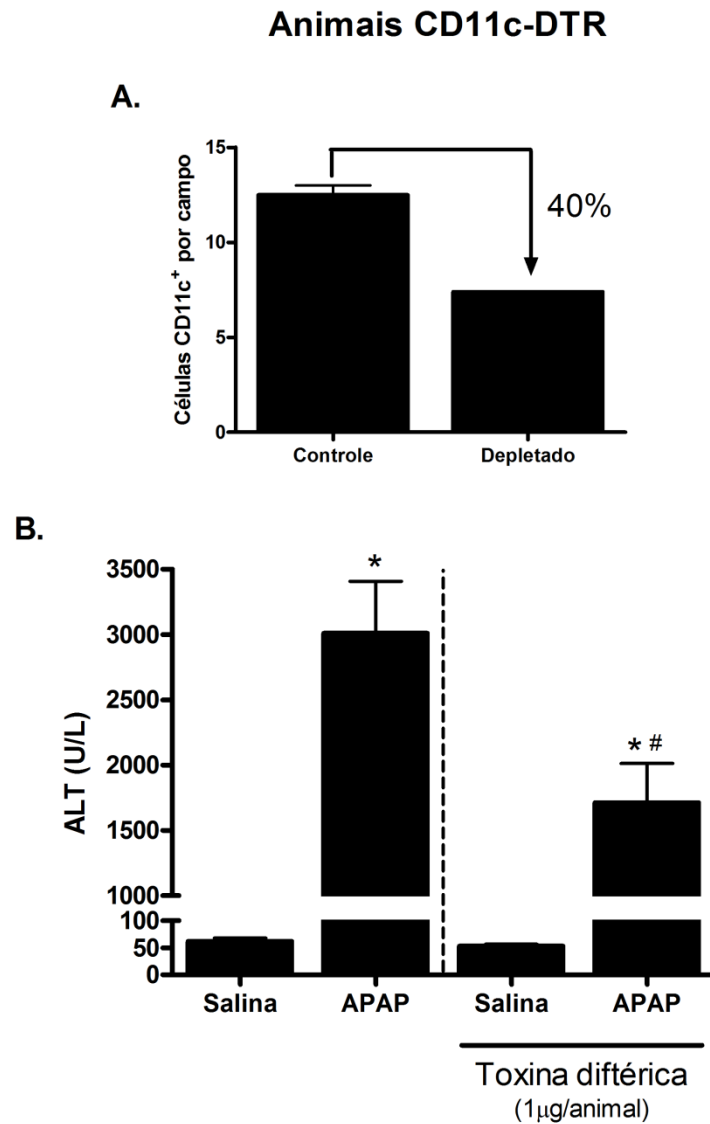 Animais CD11c-DTR
A.
Células CD11c⁺ por campo
15
10
5
0
40%
Controle
Depletado
B.
ALT (U/L)
3500
3000
2500
2000
1500
1000
100
50
0
*
* #
Salina
APAP
Salina
APAP
Toxina diftérica
(1µg/animal)